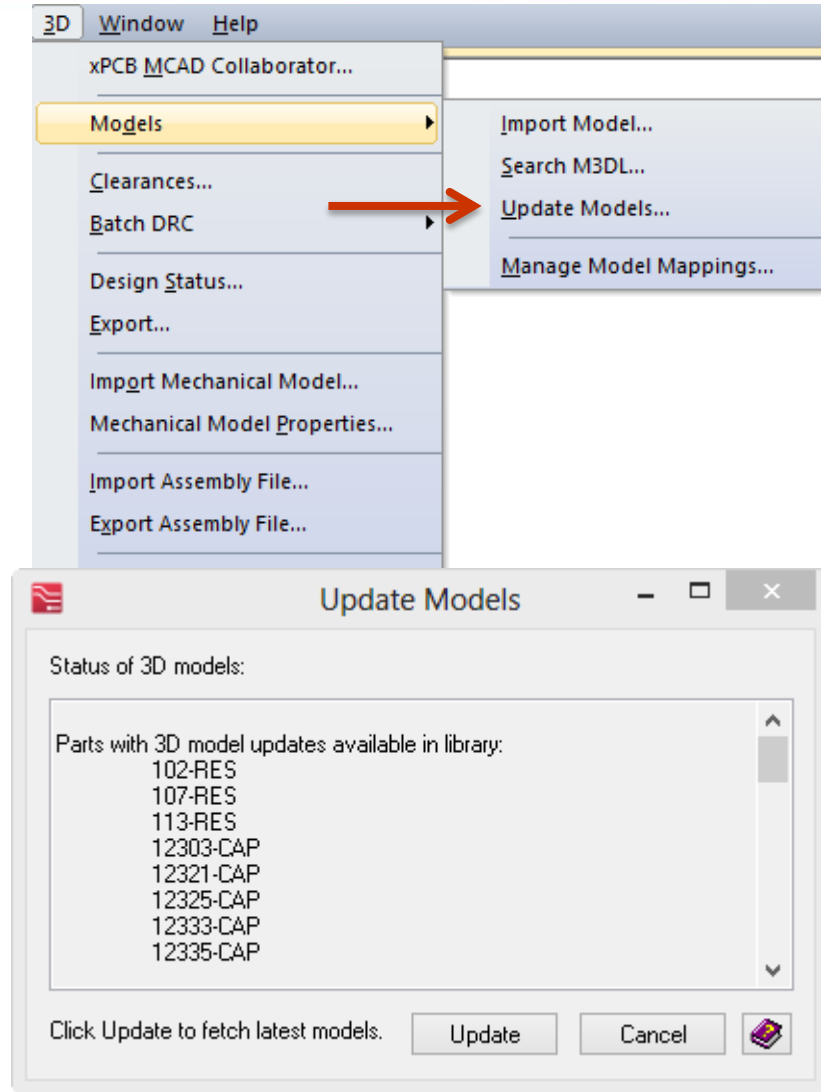 3D Window Help
xPCB MCAD Collaborator...
Models
Import Model...
Search M3DL...
Update Models...
Manage Model Mappings...
Clearances...
Batch DRC
Design Status...
Export...
Import Mechanical Model...
Mechanical Model Properties...
Import Assembly File...
Export Assembly File...
Update Models
Status of 3D models:
Parts with 3D model updates available in library:
102-RES
107-RES
113-RES
12303-CAP
12321-CAP
12325-CAP
12333-CAP
12335-CAP
Click Update to fetch latest models. Update Cancel